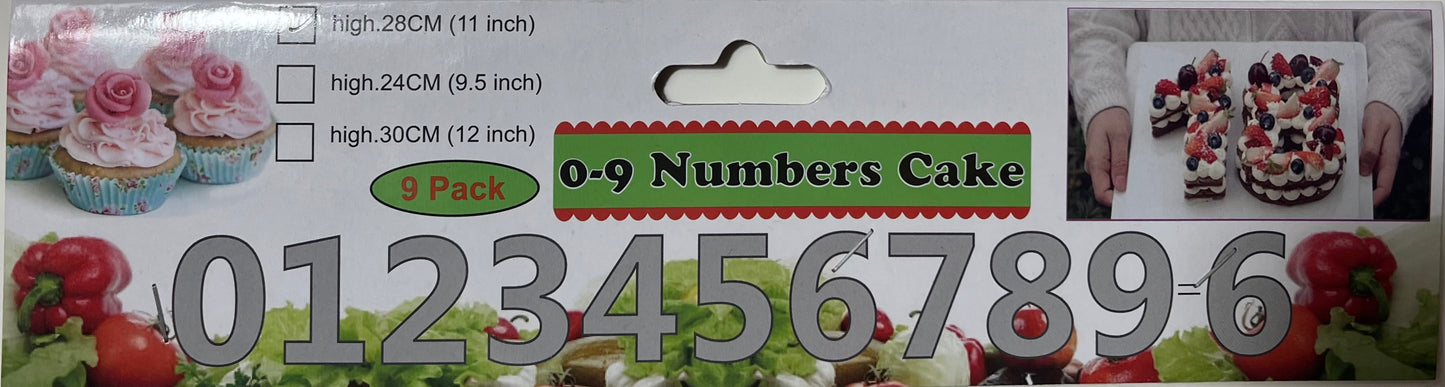 high.28CM (11 inch)
high.24CM (9.5 inch)
high.30CM (12 inch)
9 Pack
0-9 Numbers Cake
0123456789=6